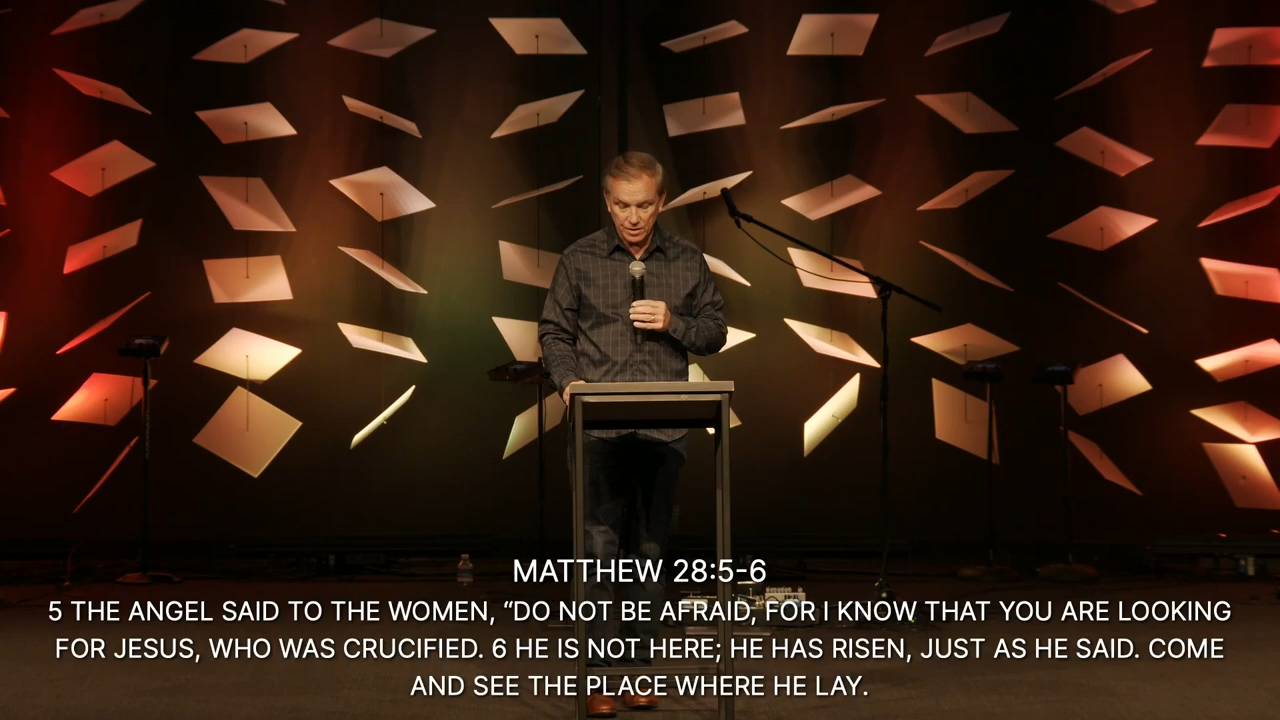 MATTHEW 28:5-6
5 THE ANGEL SAID TO THE WOMEN, “DO NOT BE AFRAID, FOR I KNOW THAT YOU ARE LOOKING
FOR JESUS, WHO WAS CRUCIFIED. 6 HE IS NOT HERE; HE HAS RISEN, JUST AS HE SAID. COME
AND SEE THE PLACE WHERE HE LAY.